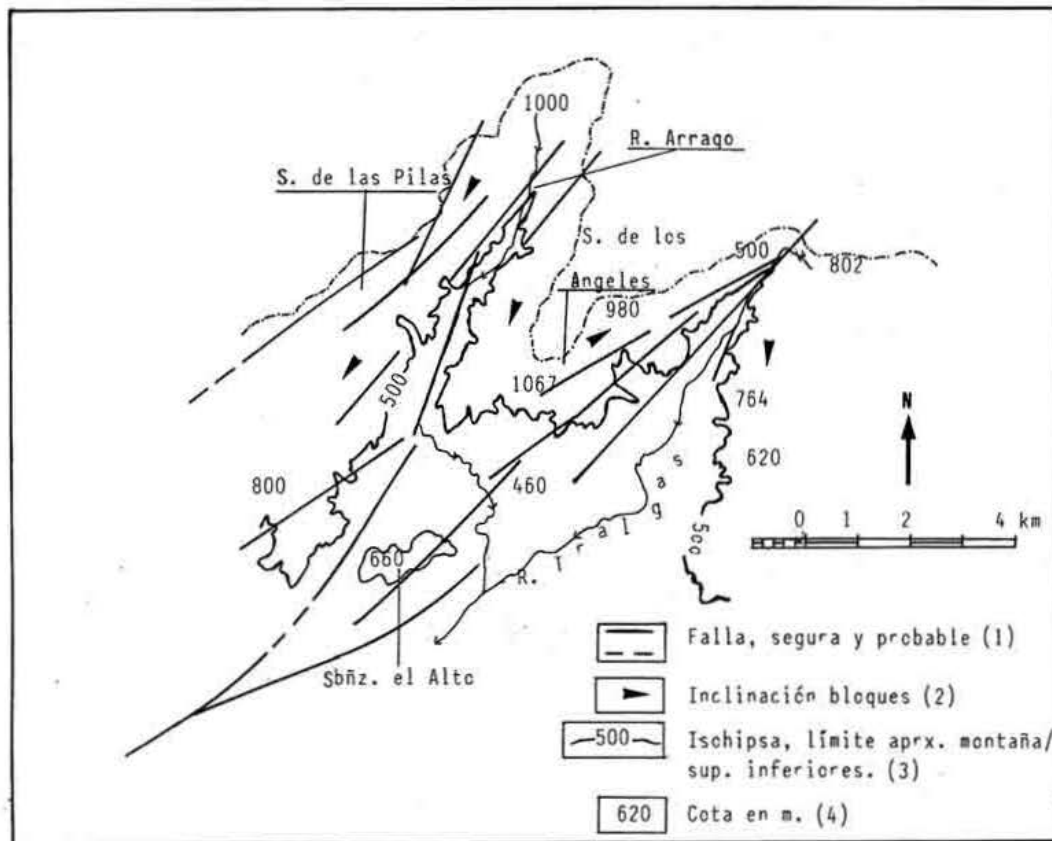 1000
R. Arrago
S. de las Pilas
S. de los
Angeles
500
802
980
1067
500
764
620
N
800
460
660
R. Tralgas
500
0 1 2 4 km
Sbñz. el Alto
Falla, segura y probable (1)
Inclinación bloques (2)
500 Ischipsa, límite aprx. montaña/
sup. inferiores. (3)
620 Cota en m. (4)